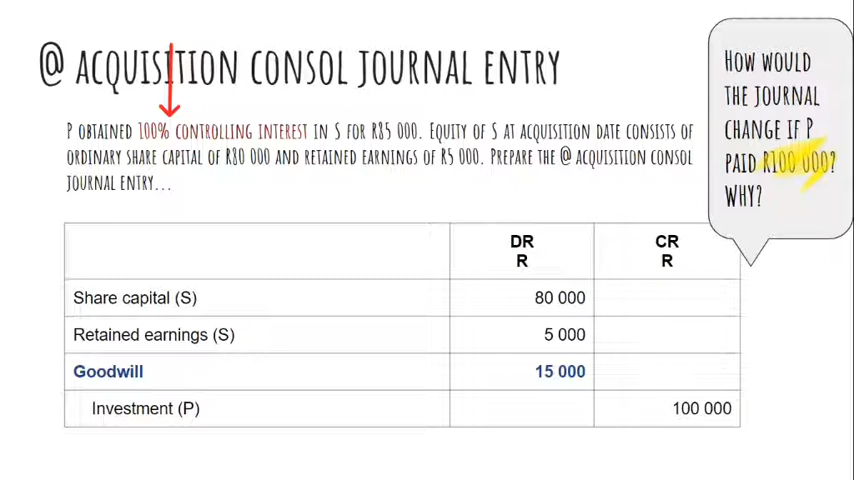 @ ACQUISITION CONSOL JOURNAL ENTRY
P OBTAINED 100% CONTROLLING INTEREST IN S FOR R85 000. EQUITY OF S AT ACQUISITION DATE CONSISTS OF
ORDINARY SHARE CAPITAL OF R80 000 AND RETAINED EARNINGS OF R5 000. PREPARE THE @ ACQUISITION CONSOL
JOURNAL ENTRY...
HOW WOULD
THE JOURNAL
CHANGE IF P
PAID R100 000?
WHY?
DR CR
R R
Share capital (S) 80 000
Retained earnings (S) 5 000
Goodwill 15 000
Investment (P) 100 000